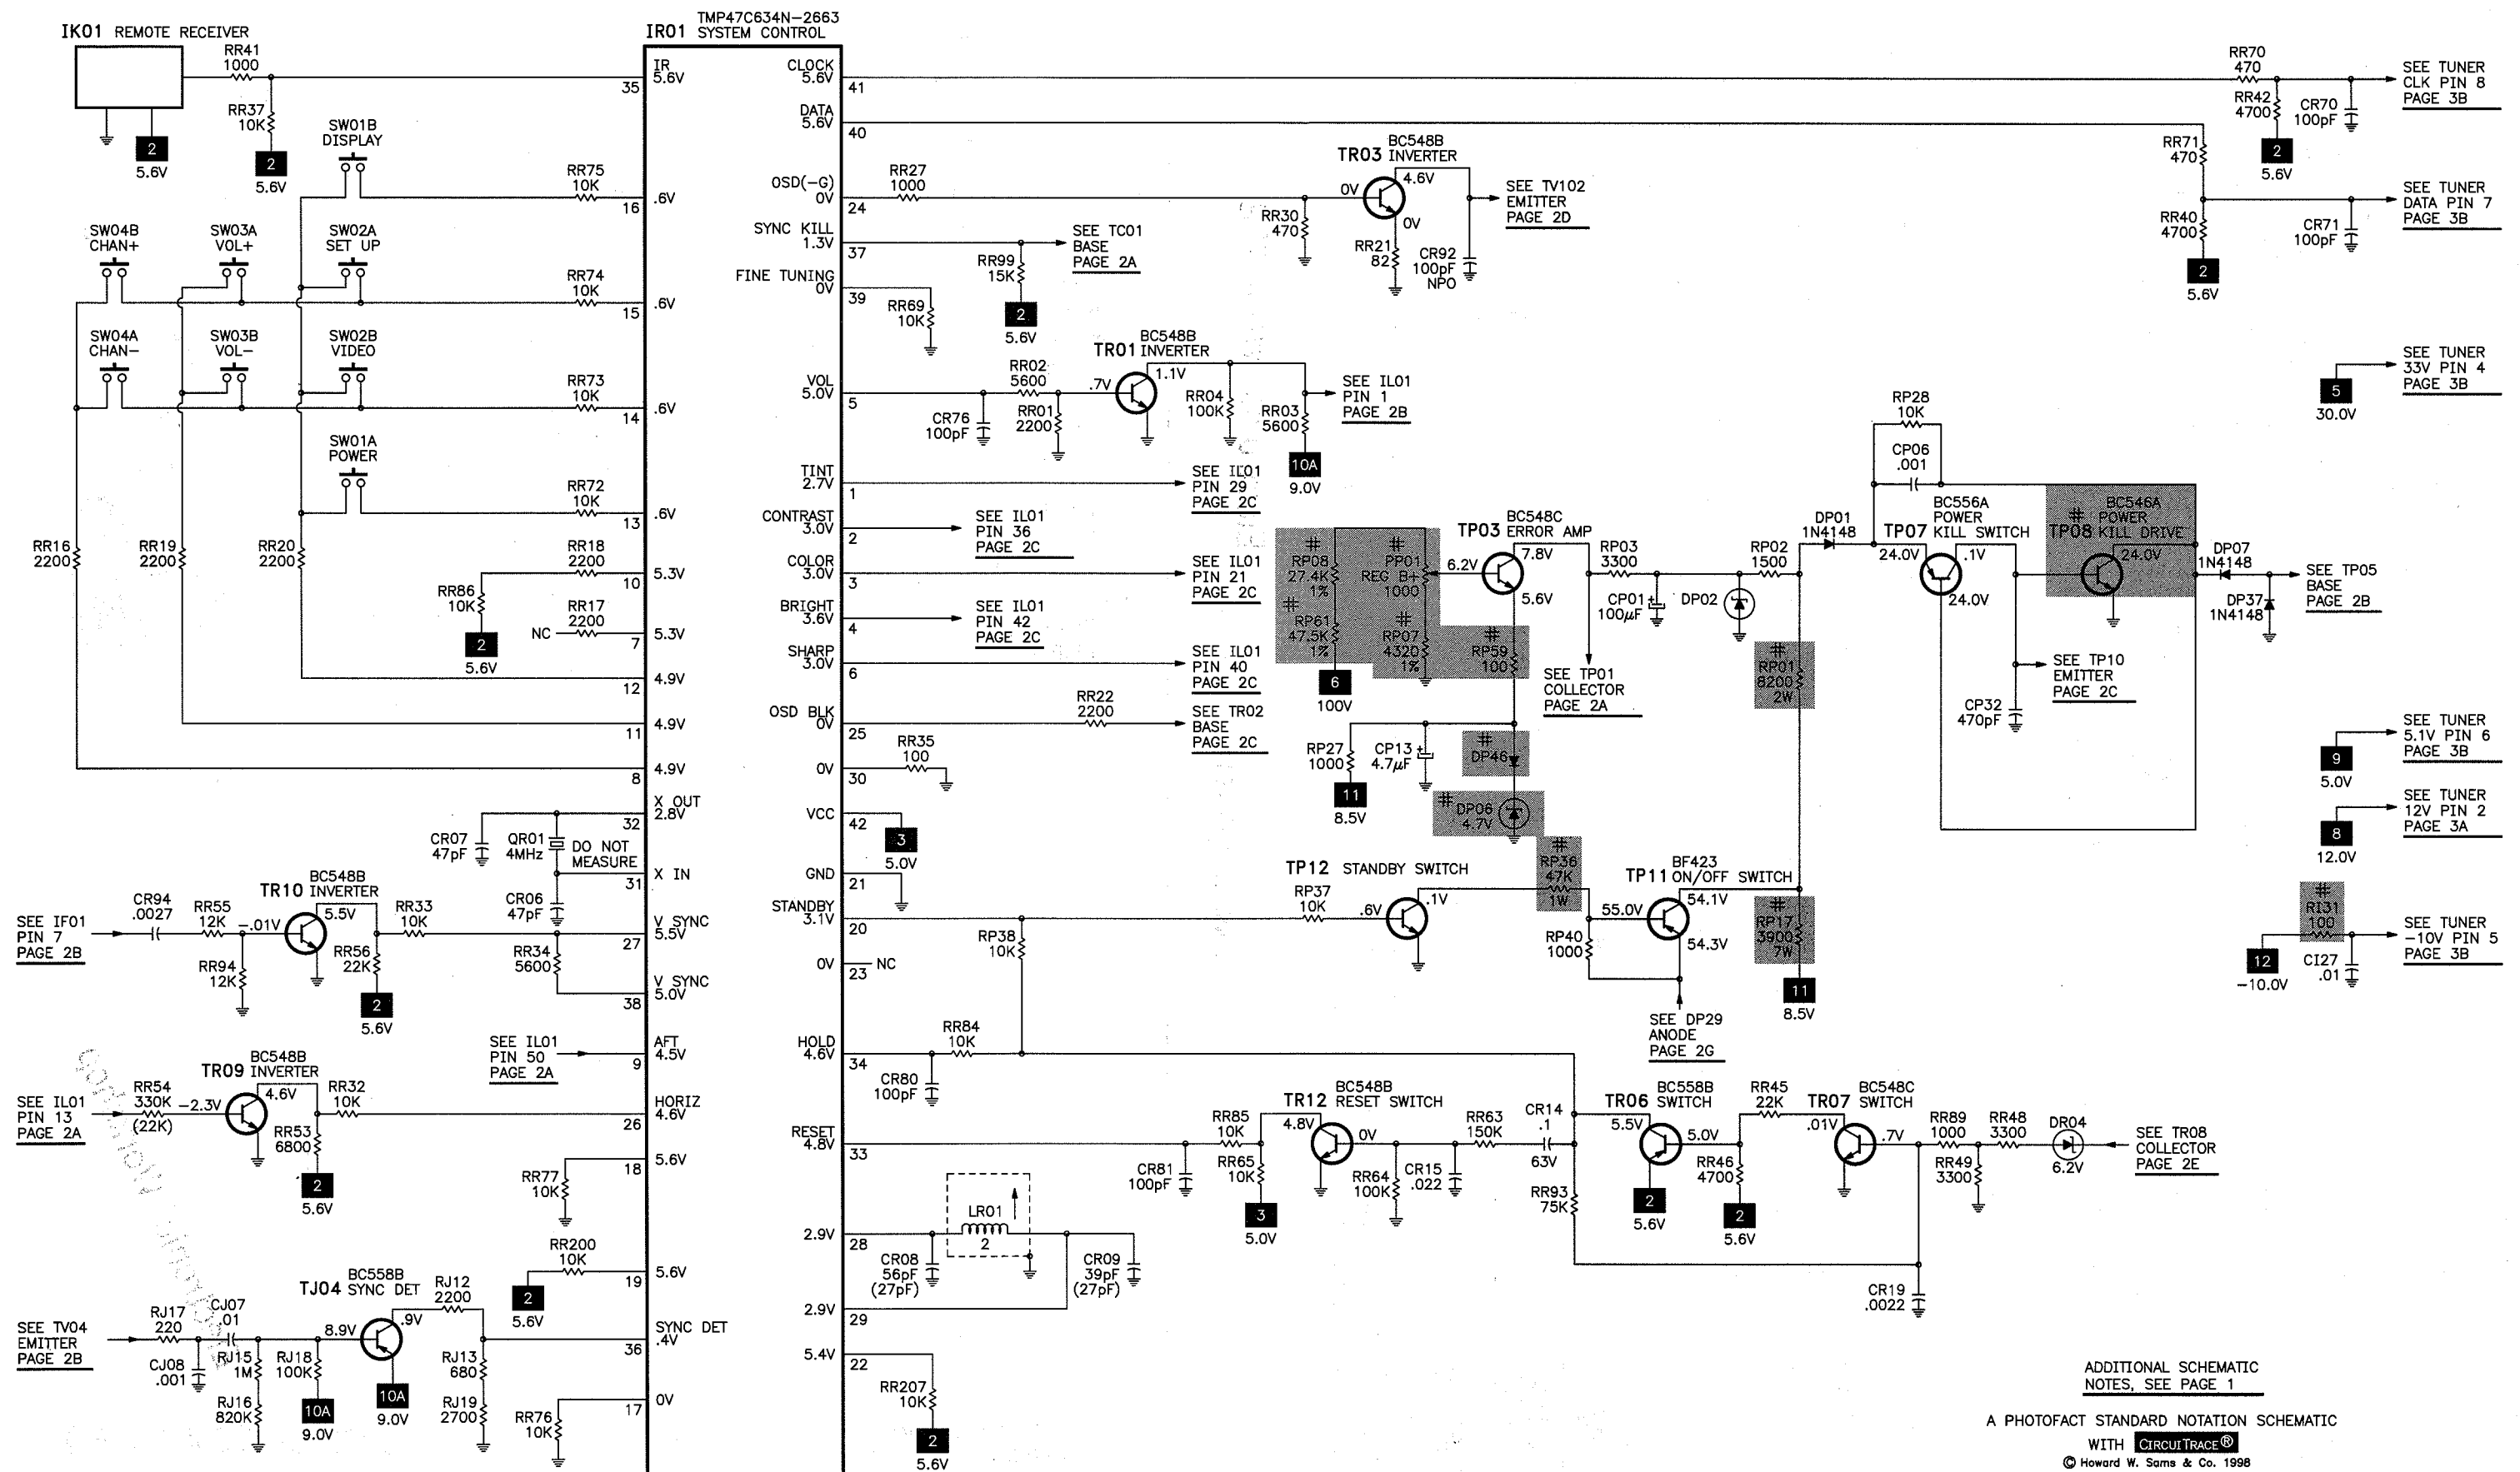 TMP47C634N-2663
IK01 REMOTE RECEIVER
IR01 SYSTEM CONTROL
RR41
1000
RR37
10K
2
5.6V
2
5.6V
SW01B
DISPLAY
RR75
10K
SW04B
CHAN+
SW03A
VOL+
SW02A
SET UP
RR74
10K
SW04A
CHAN-
SW03B
VOL-
SW02B
VIDEO
RR73
10K
SW01A
POWER
RR72
10K
RR16
2200
RR19
2200
RR20
2200
RR18
2200
RR86
10K
RR17
2200
NC
2
5.6V
CR07
47pF
QR01
4MHz
DO NOT
MEASURE
CR06
47pF
SEE IF01
PIN 7
PAGE 2B
CR94
.0027
RR55
12K
-.01V
RR94
12K
BC548B
TR10 INVERTER
5.5V
RR33
10K
RR56
22K
2
5.6V
RR34
5600
SEE IL01
PIN 50
PAGE 2A
SEE IL01
PIN 13
PAGE 2A
RR54
330K
(22K)
-2.3V
BC548B
TR09 INVERTER
4.6V
RR32
10K
RR53
6800
2
5.6V
RR77
10K
RR200
10K
2
5.6V
SEE TV04
EMITTER
PAGE 2B
RJ17
220
CJ07
.01
CJ08
.001
RJ15
1M
RJ16
820K
RJ18
100K
10A
9.0V
8.9V
BC558B
TJ04 SYNC DET
.9V
10A
9.0V
RJ12
2200
RJ13
680
RJ19
2700
RR76
10K
35
IR
5.6V
16
.6V
15
.6V
14
.6V
13
.6V
10
5.3V
7
5.3V
12
4.9V
11
4.9V
8
4.9V
32
X OUT
2.8V
31
X IN
27
V SYNC
5.5V
38
V SYNC
5.0V
9
AFT
4.5V
26
HORIZ
4.6V
18
5.6V
19
5.6V
36
SYNC DET
.4V
17
0V
CLOCK
5.6V
41
DATA
5.6V
40
OSD(-G)
0V
24
SYNC KILL
1.3V
37
FINE TUNING
0V
39
VOL
5.0V
5
TINT
2.7V
1
CONTRAST
3.0V
2
COLOR
3.0V
3
BRIGHT
3.6V
4
SHARP
3.0V
6
OSD BLK
0V
25
0V
30
VCC
42
GND
21
STANDBY
3.1V
20
0V
23
NC
HOLD
4.6V
34
RESET
4.8V
33
2.9V
28
2.9V
29
5.4V
22
RR70
470
RR42
4700
2
5.6V
CR70
100pF
SEE TUNER
CLK PIN 8
PAGE 3B
RR71
470
RR40
4700
2
5.6V
CR71
100pF
SEE TUNER
DATA PIN 7
PAGE 3B
RR27
1000
RR30
470
BC548B
TR03 INVERTER
0V
4.6V
0V
RR21
82
CR92
100pF
NPO
SEE TV102
EMITTER
PAGE 2D
RR99
15K
2
5.6V
SEE TC01
BASE
PAGE 2A
RR69
10K
CR76
100pF
RR02
5600
RR01
2200
.7V
BC548B
TR01 INVERTER
1.1V
RR04
100K
RR03
5600
10A
9.0V
SEE IL01
PIN 1
PAGE 2B
SEE IL01
PIN 29
PAGE 2C
SEE IL01
PIN 36
PAGE 2C
SEE IL01
PIN 21
PAGE 2C
SEE IL01
PIN 42
PAGE 2C
SEE IL01
PIN 40
PAGE 2C
RR22
2200
SEE TR02
BASE
PAGE 2C
RR35
100
3
5.0V
#
RP08
27.4K
1%
#
RP61
47.5K
1%
6
100V
#
PP01
REG B+
1000
#
RP07
4320
1%
6.2V
BC548C
TP03 ERROR AMP
7.8V
5.6V
#
RP59
100
RP03
3300
CP01
100µF
DP02
RP02
1500
SEE TP01
COLLECTOR
PAGE 2A
RP27
1000
11
8.5V
CP13
4.7µF
#
DP46
#
DP06
4.7V
DP01
1N4148
#
RP01
8200
2W
RP28
10K
CP06
.001
BC556A
POWER
TP07 KILL SWITCH
24.0V
.1V
24.0V
BC546A
# POWER
TP08 KILL DRIVE
24.0V
DP07
1N4148
DP37
1N4148
SEE TP05
BASE
PAGE 2B
SEE TP10
EMITTER
PAGE 2C
CP32
470pF
SEE TUNER
33V PIN 4
PAGE 3B
5
30.0V
SEE TUNER
5.1V PIN 6
PAGE 3B
9
5.0V
SEE TUNER
12V PIN 2
PAGE 3A
8
12.0V
#
RI31
100
12
-10.0V
CI27
.01
SEE TUNER
-10V PIN 5
PAGE 3B
TP12 STANDBY SWITCH
RP37
10K
.6V
.1V
#
RP36
47K
1W
RP40
1000
55.0V
BF423
TP11 ON/OFF SWITCH
54.1V
54.3V
SEE DP29
ANODE
PAGE 2G
#
RP17
3900
7W
11
8.5V
RP38
10K
RR84
10K
CR80
100pF
CR81
100pF
RR85
10K
RR65
10K
3
5.0V
BC548B
TR12 RESET SWITCH
4.8V
0V
RR64
100K
CR15
.022
RR63
150K
CR14
.1
63V
RR93
75K
BC558B
TR06 SWITCH
5.5V
5.0V
2
5.6V
RR45
22K
RR46
4700
2
5.6V
BC548C
TR07 SWITCH
.01V
.7V
RR89
1000
RR49
3300
RR48
3300
DR04
6.2V
SEE TR08
COLLECTOR
PAGE 2E
CR19
.0022
LR01
2
CR08
56pF
(27pF)
CR09
39pF
(27pF)
RR207
10K
2
5.6V
ADDITIONAL SCHEMATIC
NOTES, SEE PAGE 1
A PHOTOFACT STANDARD NOTATION SCHEMATIC
WITH CIRCUITRACE®
© Howard W. Sams & Co. 1998